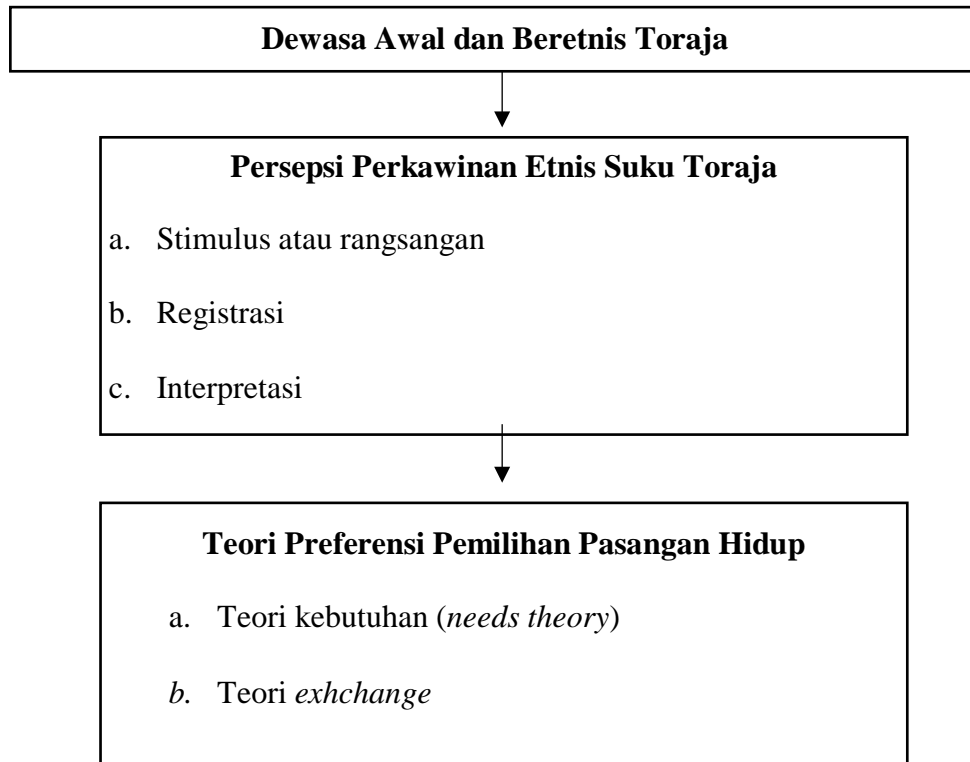 Dewasa Awal dan Beretnis Toraja
Persepsi Perkawinan Etnis Suku Toraja
a. Stimulus atau rangsangan
b. Registrasi
c. Interpretasi
Teori Preferensi Pemilihan Pasangan Hidup
a. Teori kebutuhan (needs theory)
b. Teori exhchange